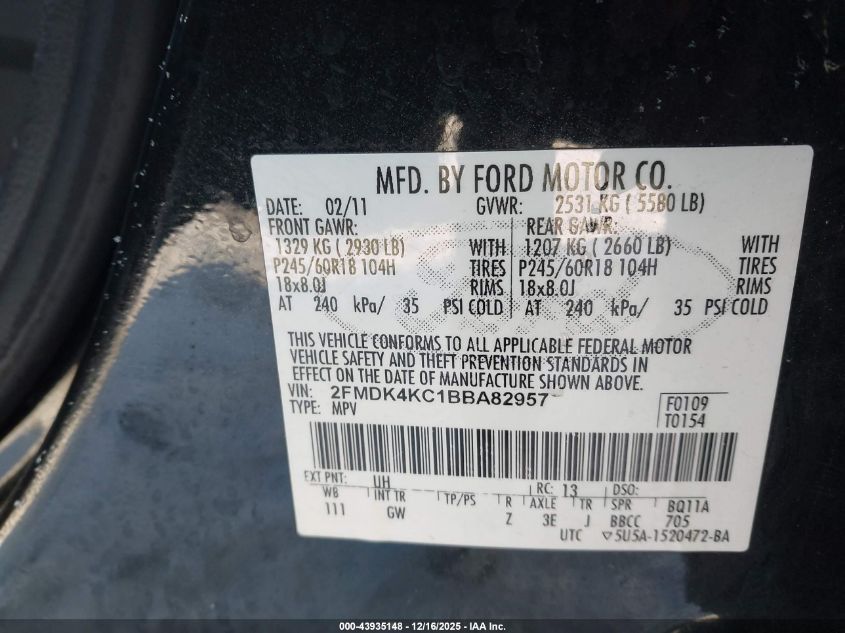 MFD. BY FORD MOTOR CO.
DATE: 02/11 GVWR: 2531 KG ( 5580 LB)
FRONT GAWR: REAR GAWR:
1329 KG ( 2930 LB) WITH 1207 KG ( 2660 LB) WITH
P245/60R18 104H TIRES P245/60R18 104H TIRES
18x8.0J RIMS 18x8.0J RIMS
AT 240 kPa/ 35 PSI COLD AT 240 kPa/ 35 PSI COLD
THIS VEHICLE CONFORMS TO ALL APPLICABLE FEDERAL MOTOR
VEHICLE SAFETY AND THEFT PREVENTION STANDARDS IN
EFFECT ON THE DATE OF MANUFACTURE SHOWN ABOVE.
VIN: 2FMDK4KC1BBA82957 F0109
TYPE: MPV T0154
EXT PNT: UH RC: 13 DSO:
WB INT TR TP/PS R AXLE TR SPR BQ11A
111 GW Z 3E J BBCC 705
UTC ▽5U5A-1520472-BA
000-43935148 - 12/16/2025 - IAA Inc.